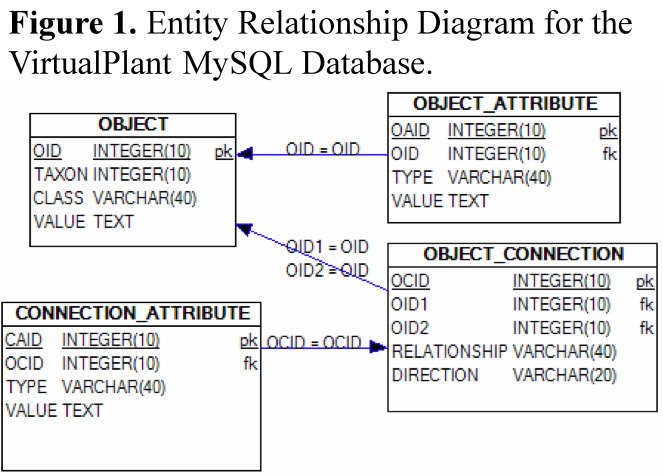 Figure 1. Entity Relationship Diagram for the
VirtualPlant MySQL Database.
OBJECT
OID INTEGER(10) pk
TAXON INTEGER(10)
CLASS VARCHAR(40)
VALUE TEXT
OID = OID
OBJECT_ATTRIBUTE
OAID INTEGER(10) pk
OID INTEGER(10) fk
TYPE VARCHAR(40)
VALUE TEXT
OID1 = OID
OID2 = OID
OBJECT_CONNECTION
OCID INTEGER(10) pk
OID1 INTEGER(10) fk
OID2 INTEGER(10) fk
RELATIONSHIP VARCHAR(40)
DIRECTION VARCHAR(20)
CONNECTION_ATTRIBUTE
CAID INTEGER(10) pk
OCID INTEGER(10) fk
TYPE VARCHAR(40)
VALUE TEXT
OCID = OCID